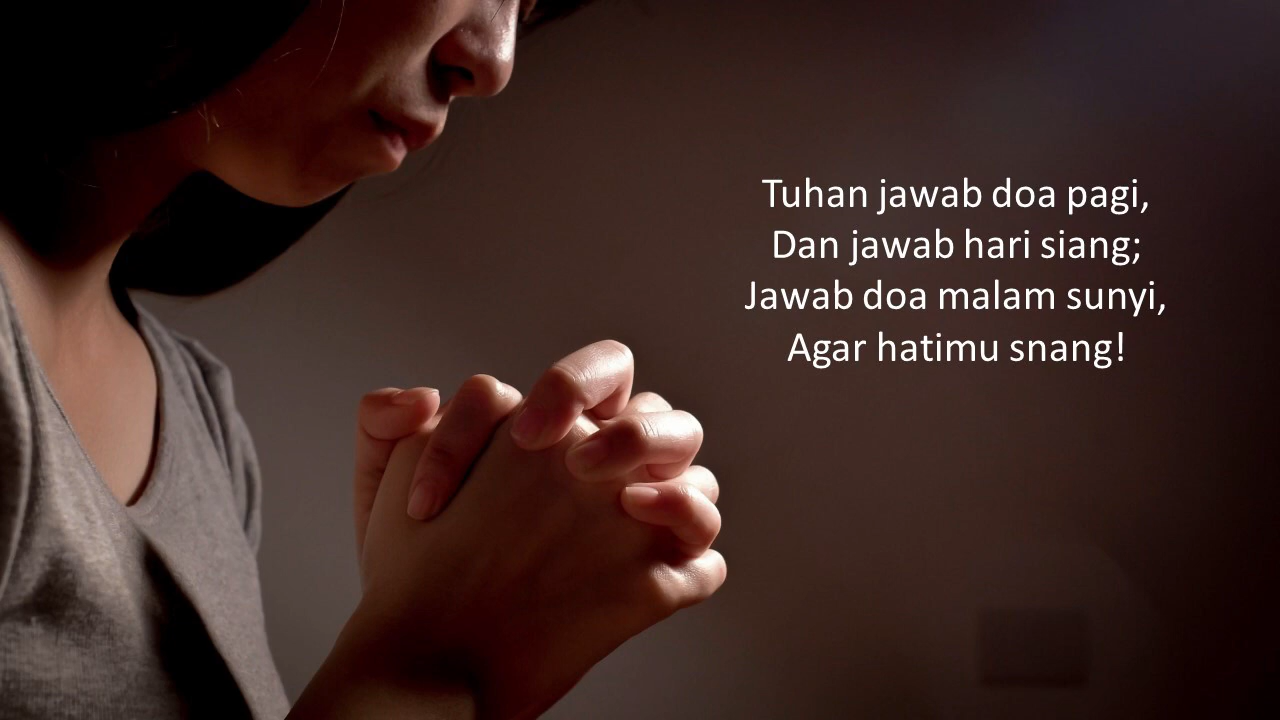 Tuhan jawab doa pagi,
Dan jawab hari siang;
Jawab doa malam sunyi,
Agar hatimu snang!